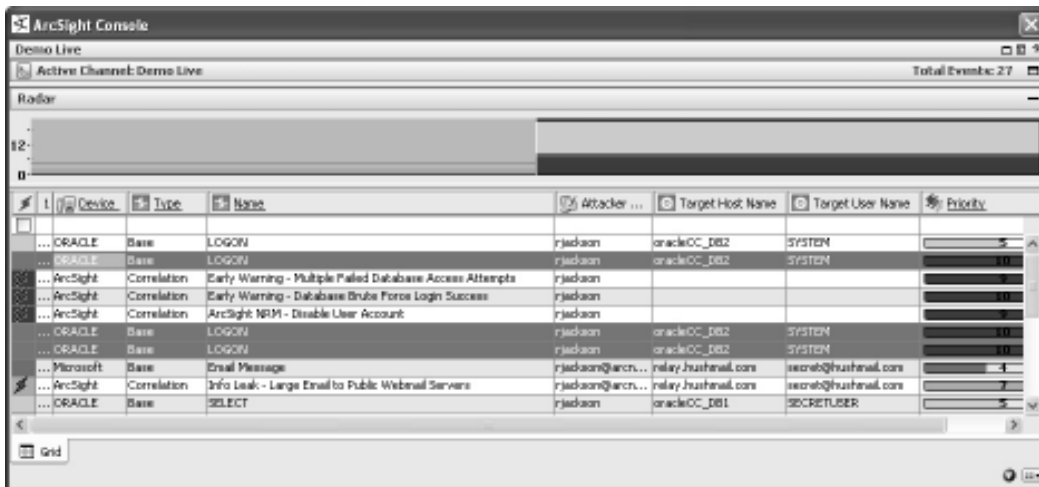 ArcSight Console
Demo Live
Active Channel: Demo Live Total Events: 27
Radar
12
0
Device Type Name Attacker ... Target Host Name Target User Name Priority
... ORACLE Base LOGON rjackson oracleCC_DB2 SYSTEM 5
... ORACLE Base LOGON rjackson oracleCC_DB2 SYSTEM 10
... ArcSight Correlation Early Warning - Multiple Failed Database Access Attempts rjackson 9
... ArcSight Correlation Early Warning - Database Brute Force Login Success rjackson 10
... ArcSight Correlation ArcSight NRM - Disable User Account rjackson 9
... ORACLE Base LOGON rjackson oracleCC_DB2 SYSTEM 10
... ORACLE Base LOGON rjackson oracleCC_DB2 SYSTEM 10
... Microsoft Base Email Message rjackson@arcn... relay.hushmail.com secret@hushmail.com 4
... ArcSight Correlation Info Leak - Large Email to Public Webmail Servers rjackson@arcn... relay.hushmail.com secret@hushmail.com 7
... ORACLE Base SELECT rjackson oracleCC_DB1 SECRETUSER 5
Grid